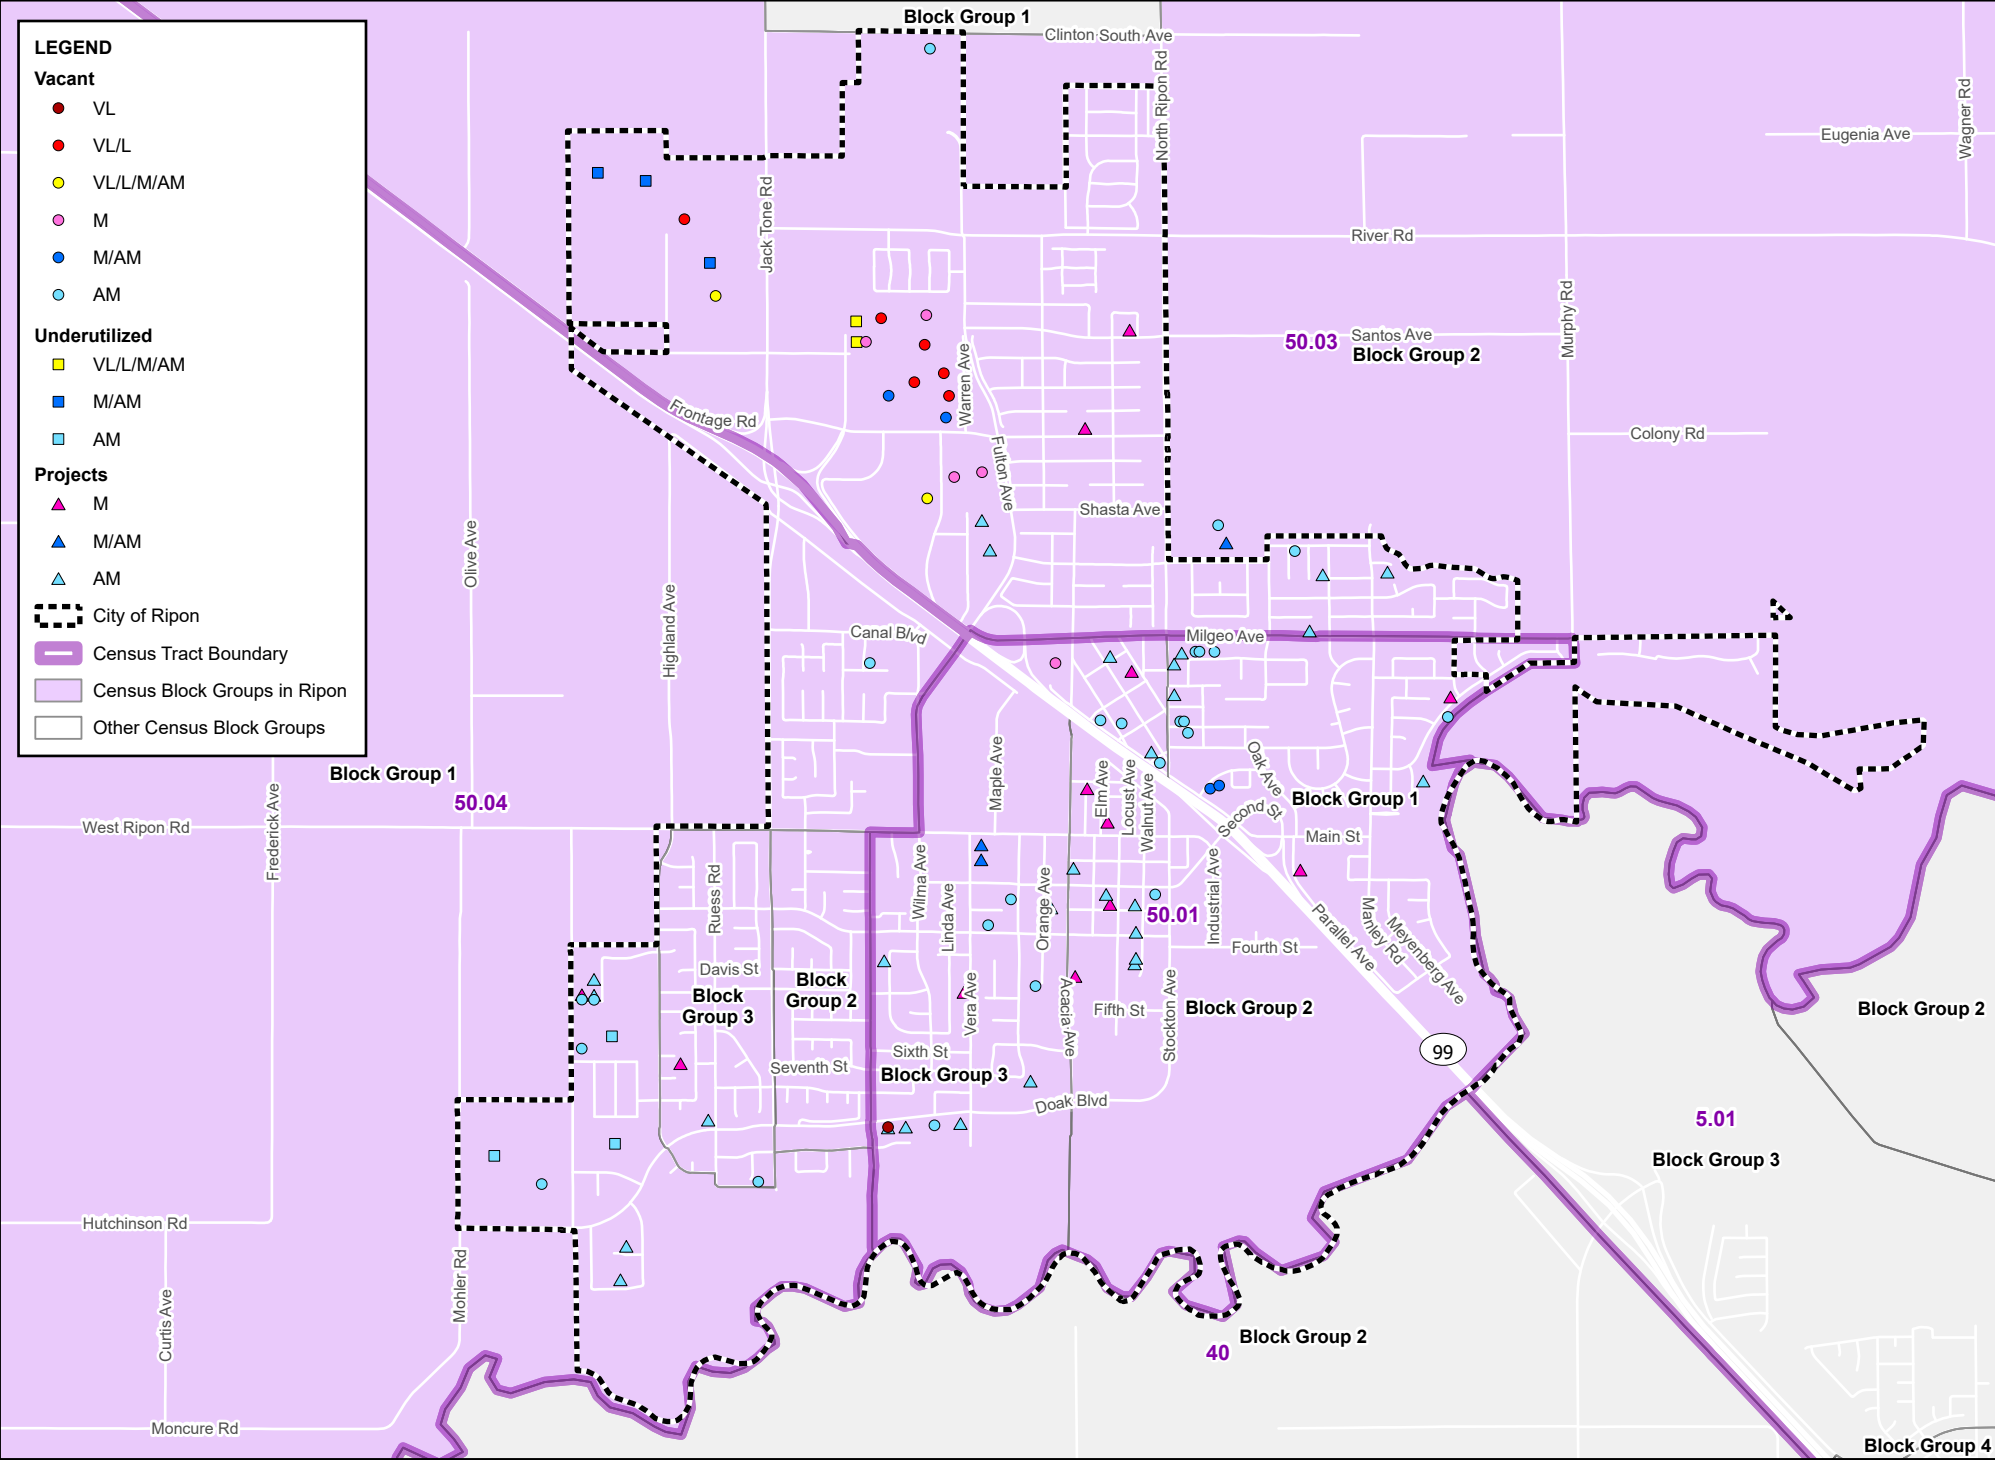 LEGEND
Vacant
VL
VL/L
VL/L/M/AM
M
M/AM
AM
Underutilized
VL/L/M/AM
M/AM
AM
Projects
M
M/AM
AM
City of Ripon
Census Tract Boundary
Census Block Groups in Ripon
Other Census Block Groups
Block Group 1
Clinton South Ave
North Ripon Rd
Wagner Rd
Eugenia Ave
Jack Tone Rd
River Rd
Murphy Rd
Santos Ave
50.03
Block Group 2
Warren Ave
Frontage Rd
Fulton Ave
Colony Rd
Shasta Ave
Olive Ave
Highland Ave
Canal Blvd
Milgeo Ave
Maple Ave
Elm Ave
Locust Ave
Walnut Ave
Oak Ave
Second St
Block Group 1
Main St
Block Group 1
50.04
West Ripon Rd
Frederick Ave
Ruess Rd
Wilma Ave
Linda Ave
Orange Ave
50.01
Industrial Ave
Parallel Ave
Manley Rd
Meyenberg Ave
Fourth St
Davis St
Block
Group 3
Block
Group 2
Vera Ave
Acacia Ave
Fifth St
Stockton Ave
Block Group 2
Block Group 2
Sixth St
Seventh St
Block Group 3
Doak Blvd
99
5.01
Block Group 3
Hutchinson Rd
Curtis Ave
Mohler Rd
Block Group 2
40
Moncure Rd
Block Group 4